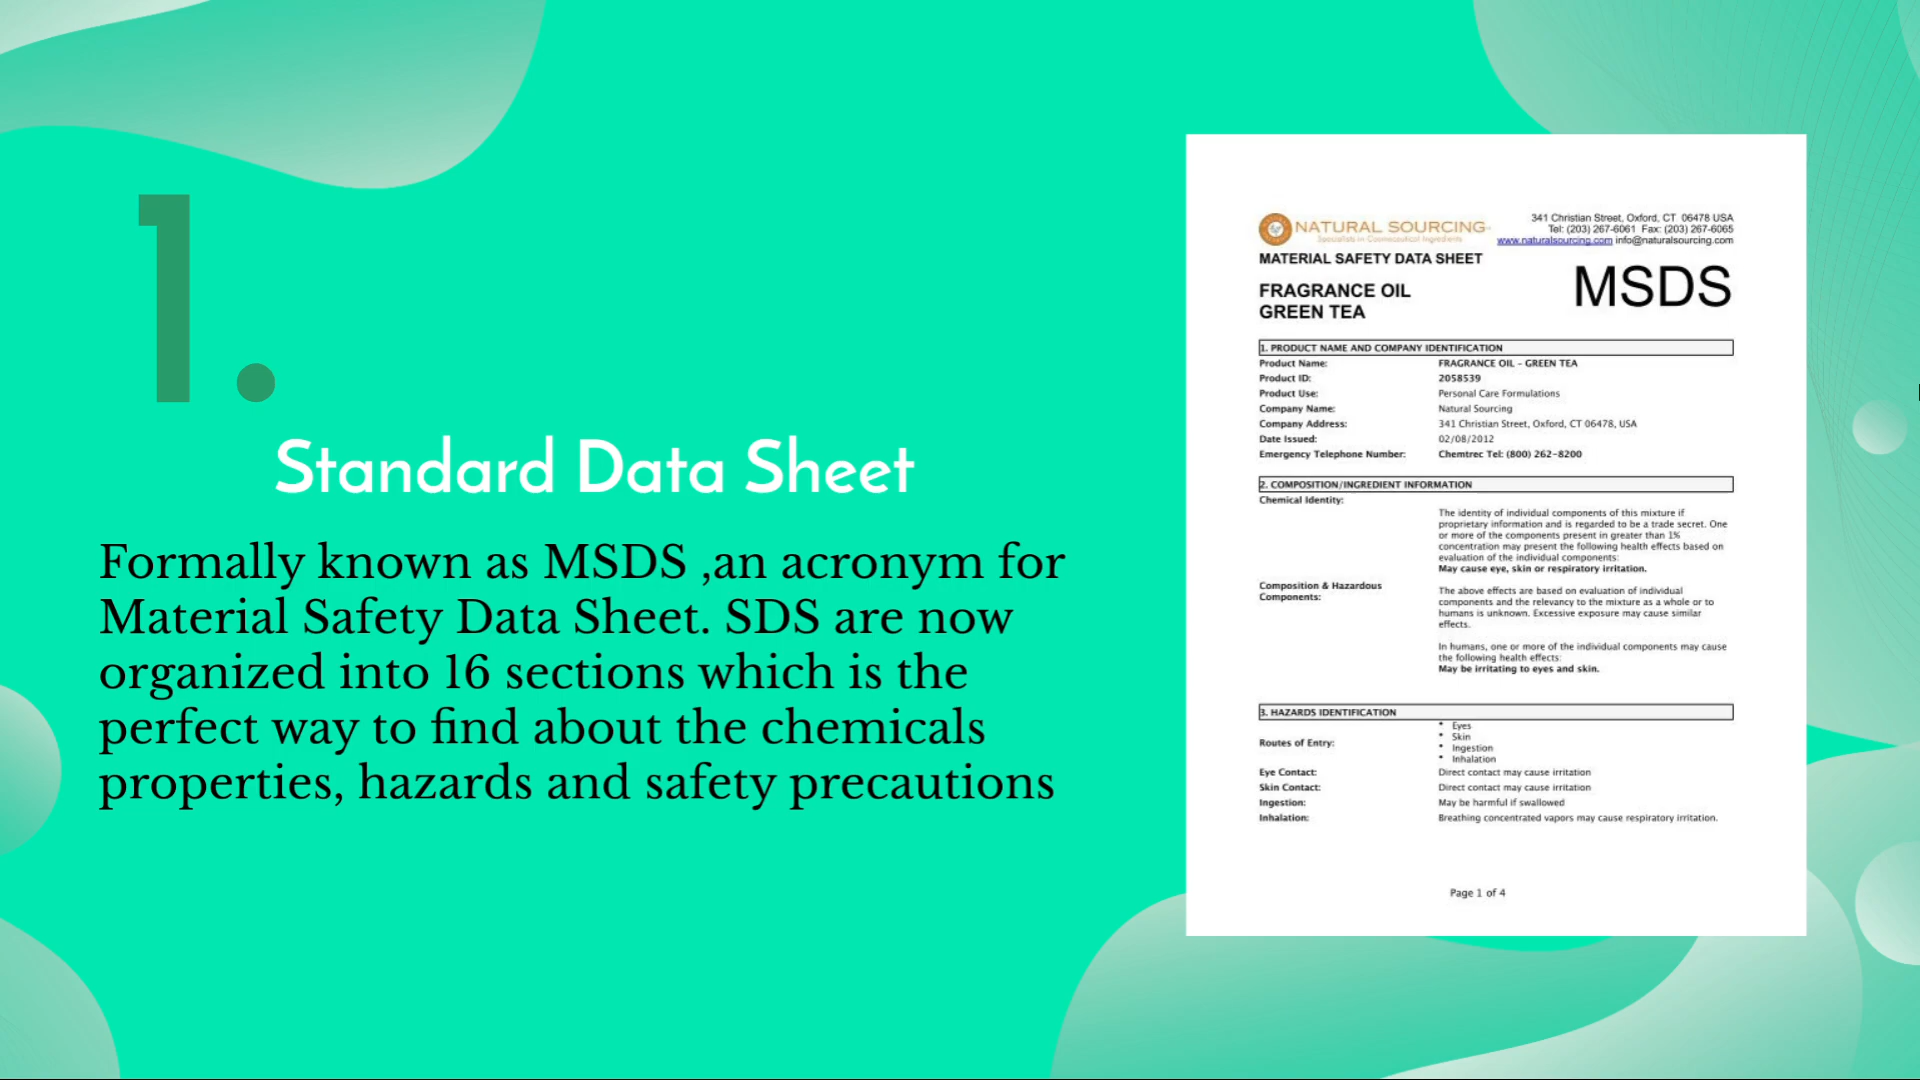 1.
Standard Data Sheet
Formally known as MSDS ,an acronym for
Material Safety Data Sheet. SDS are now
organized into 16 sections which is the
perfect way to find about the chemicals
properties, hazards and safety precautions
NATURAL SOURCING
Specialists in Cosmeceutical Ingredients
341 Christian Street, Oxford, CT 06478 USA
Tel: (203) 267-6061 Fax: (203) 267-6065
www.naturalsourcing.com info@naturalsourcing.com
MATERIAL SAFETY DATA SHEET
MSDS
FRAGRANCE OIL
GREEN TEA
1. PRODUCT NAME AND COMPANY IDENTIFICATION
Product Name: FRAGRANCE OIL – GREEN TEA
Product ID: 2058539
Product Use: Personal Care Formulations
Company Name: Natural Sourcing
Company Address: 341 Christian Street, Oxford, CT 06478, USA
Date Issued: 02/08/2012
Emergency Telephone Number: Chemtrec Tel: (800) 262-8200
2. COMPOSITION/INGREDIENT INFORMATION
Chemical Identity:
The identity of individual components of this mixture if
proprietary information and is regarded to be a trade secret. One
or more of the components present in greater than 1%
concentration may present the following health effects based on
evaluation of the individual components:
May cause eye, skin or respiratory irritation.
Composition & Hazardous
Components:
The above effects are based on evaluation of individual
components and the relevancy to the mixture as a whole or to
humans is unknown. Excessive exposure may cause similar
effects.
In humans, one or more of the individual components may cause
the following health effects:
May be irritating to eyes and skin.
3. HAZARDS IDENTIFICATION
Routes of Entry:
* Eyes
* Skin
* Ingestion
* Inhalation
Eye Contact: Direct contact may cause irritation
Skin Contact: Direct contact may cause irritation
Ingestion: May be harmful if swallowed
Inhalation: Breathing concentrated vapors may cause respiratory irritation.
Page 1 of 4